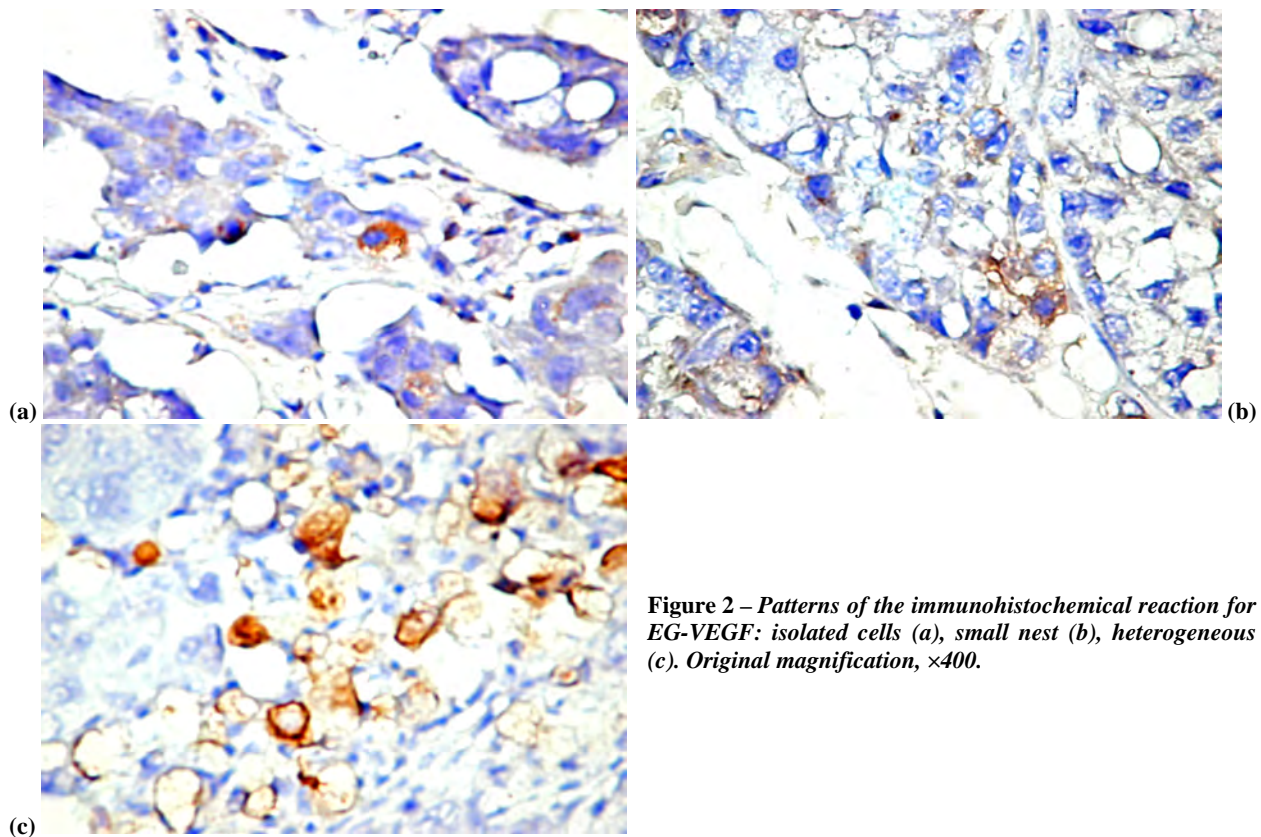 (a)
(b)
(c)
Figure 2 – Patterns of the immunohistochemical reaction for
EG-VEGF: isolated cells (a), small nest (b), heterogeneous
(c). Original magnification, ×400.